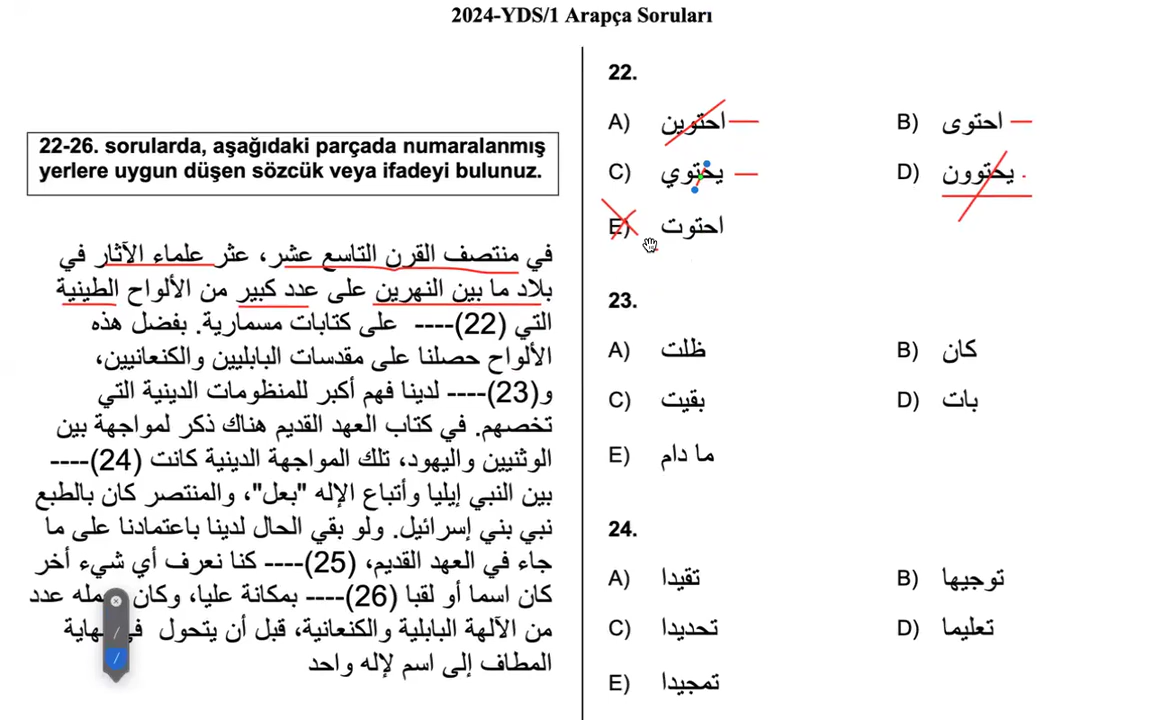 2024-YDS/1 Arapça Soruları
22-26. sorularda, aşağıdaki parçada numaralanmış
yerlere uygun düşen sözcük veya ifadeyi bulunuz.
في منتصف القرن التاسع عشر، عثر علماء الآثار في
بلاد ما بين النهرين على عدد كبير من الألواح الطينية
التي (22)---- على كتابات مسمارية. بفضل هذه
الألواح حصلنا على مقدسات البابليين والكنعانيين،
و(23)---- لدينا فهم أكبر للمنظومات الدينية التي
تخصهم. في كتاب العهد القديم هناك ذكر لمواجهة بين
الوثنيين واليهود، تلك المواجهة الدينية كانت (24)----
بين النبي إيليا وأتباع الإله "بعل"، والمنتصر كان بالطبع
نبي بني إسرائيل. ولو بقي الحال لدينا باعتمادنا على ما
جاء في العهد القديم، (25)---- كنا نعرف أي شيء أخر
كان اسما أو لقبا (26)---- بمكانة عليا، وكان عدد
من الآلهة البابلية والكنعانية، قبل أن يتحول
المطاف إلى اسم لإله واحد
22.
A) احتوين
B) احتوى
C) يحتوي
D) يحتوون
E) احتوت
23.
A) ظلت
B) كان
C) بقيت
D) بات
E) ما دام
24.
A) تقيدا
B) توجيها
C) تحديدا
D) تعليما
E) تمجيدا